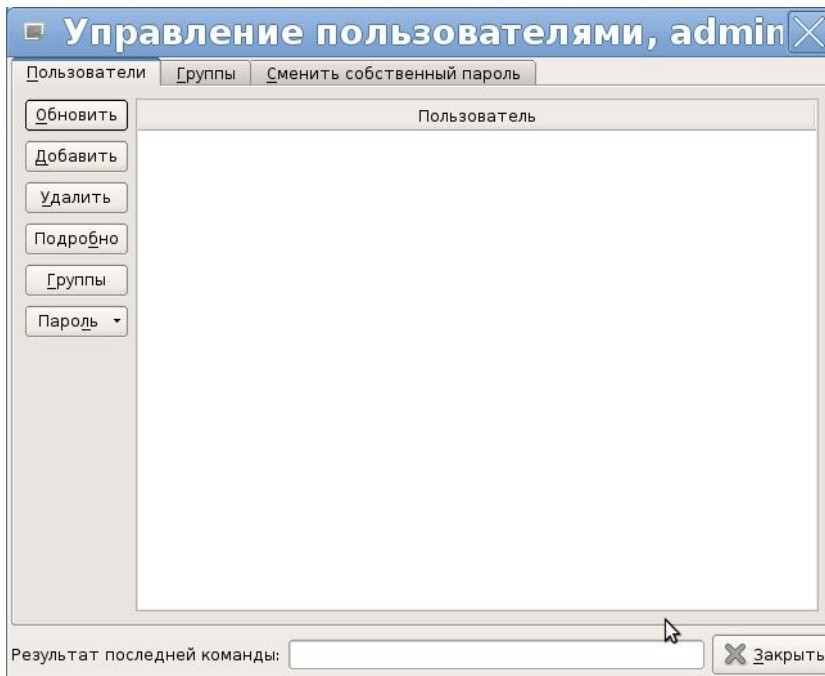 Управление пользователями, admin
Пользователи Группы Сменить собственный пароль
Обновить
Пользователь
Добавить
Удалить
Подробно
Группы
Пароль
Результат последней команды:
Закрыть